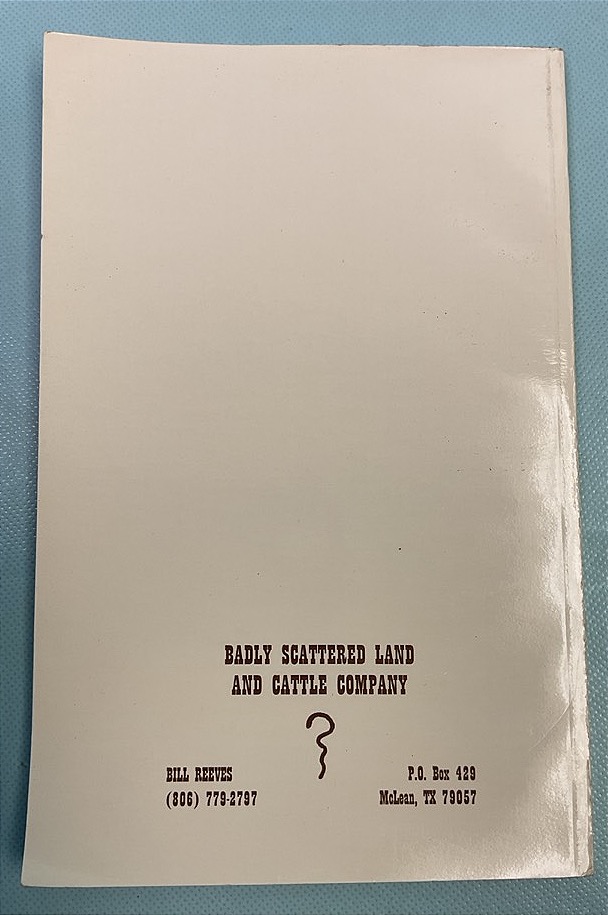 BADLY SCATTERED LAND
AND CATTLE COMPANY
BILL REEVES
(806) 779-2797
P.O. Box 429
McLean, TX 79057